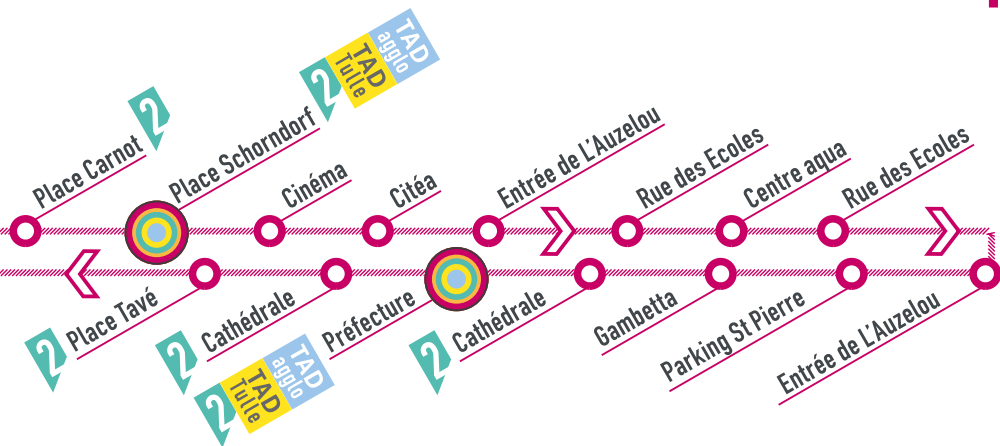 Place Carnot
2
Place Schorndorf
2
TAD
Tulle
TAD
agglo
Cinéma
Citéa
Entrée de L'Auzelou
Rue des Ecoles
Centre aqua
Rue des Ecoles
2
Place Tavé
2
Cathédrale
2
TAD
Tulle
TAD
agglo
Préfecture
2
Cathédrale
Gambetta
Parking St Pierre
Entrée de L'Auzelou